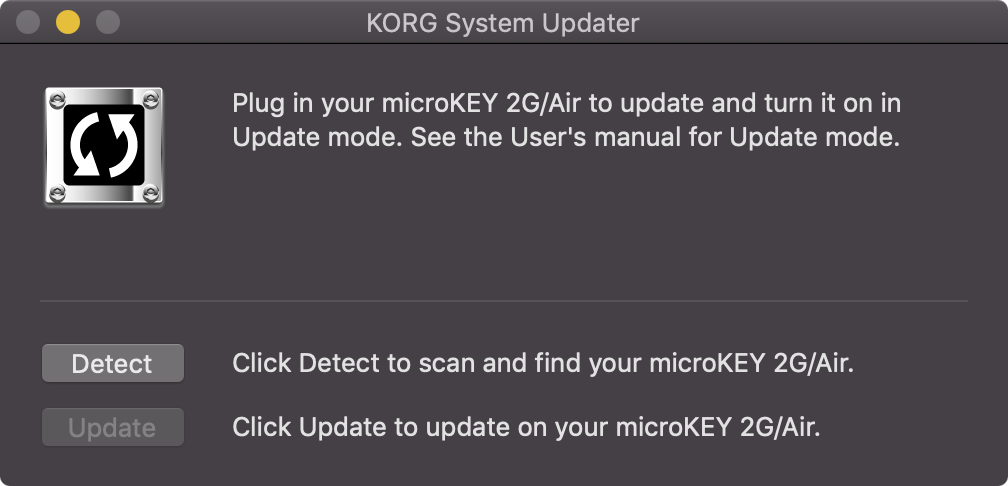 KORG System Updater
Plug in your microKEY 2G/Air to update and turn it on in
Update mode. See the User's manual for Update mode.
Detect
Click Detect to scan and find your microKEY 2G/Air.
Update
Click Update to update on your microKEY 2G/Air.